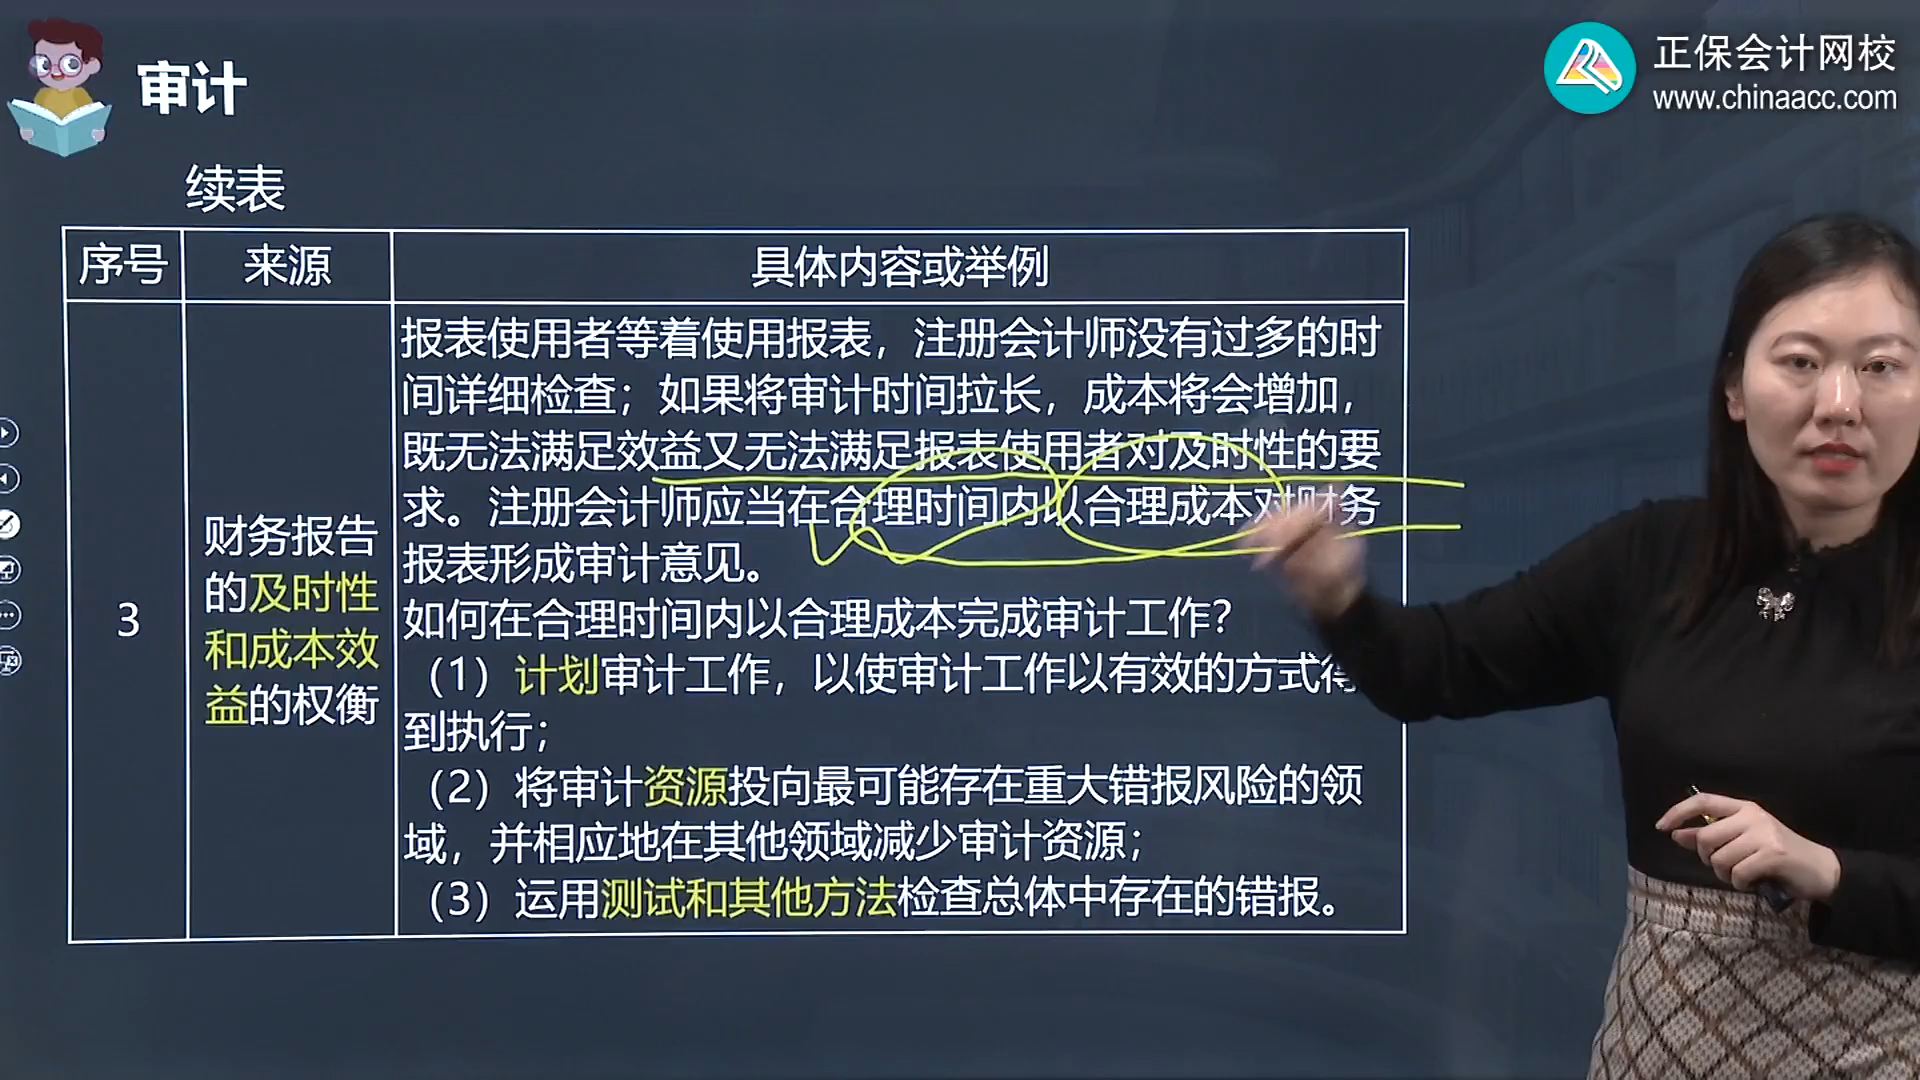 审计
正保会计网校
www.chinaacc.com
续表
序号
来源
具体内容或举例
3
财务报告
的及时性
和成本效
益的权衡
报表使用者等着使用报表，注册会计师没有过多的时
间详细检查；如果将审计时间拉长，成本将会增加，
既无法满足效益又无法满足报表使用者对及时性的要
求。注册会计师应当在合理时间内以合理成本对财务
报表形成审计意见。
如何在合理时间内以合理成本完成审计工作？
（1）计划审计工作，以使审计工作以有效的方式得
到执行；
（2）将审计资源投向最可能存在重大错报风险的领
域，并相应地在其他领域减少审计资源；
（3）运用测试和其他方法检查总体中存在的错报。